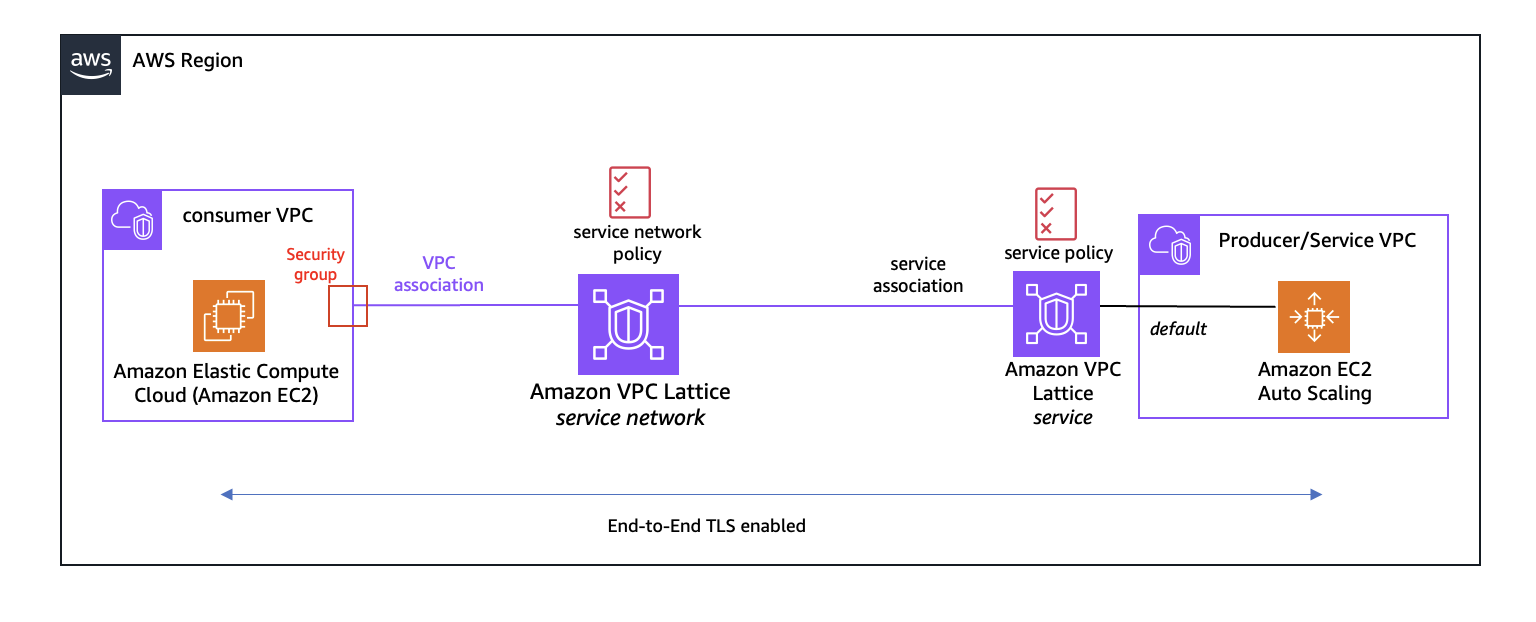 aws
AWS Region
consumer VPC
Security
group
Amazon Elastic Compute
Cloud (Amazon EC2)
VPC
association
service network
policy
Amazon VPC Lattice
service network
service
association
service policy
Amazon VPC
Lattice
service
default
Producer/Service VPC
Amazon EC2
Auto Scaling
End-to-End TLS enabled